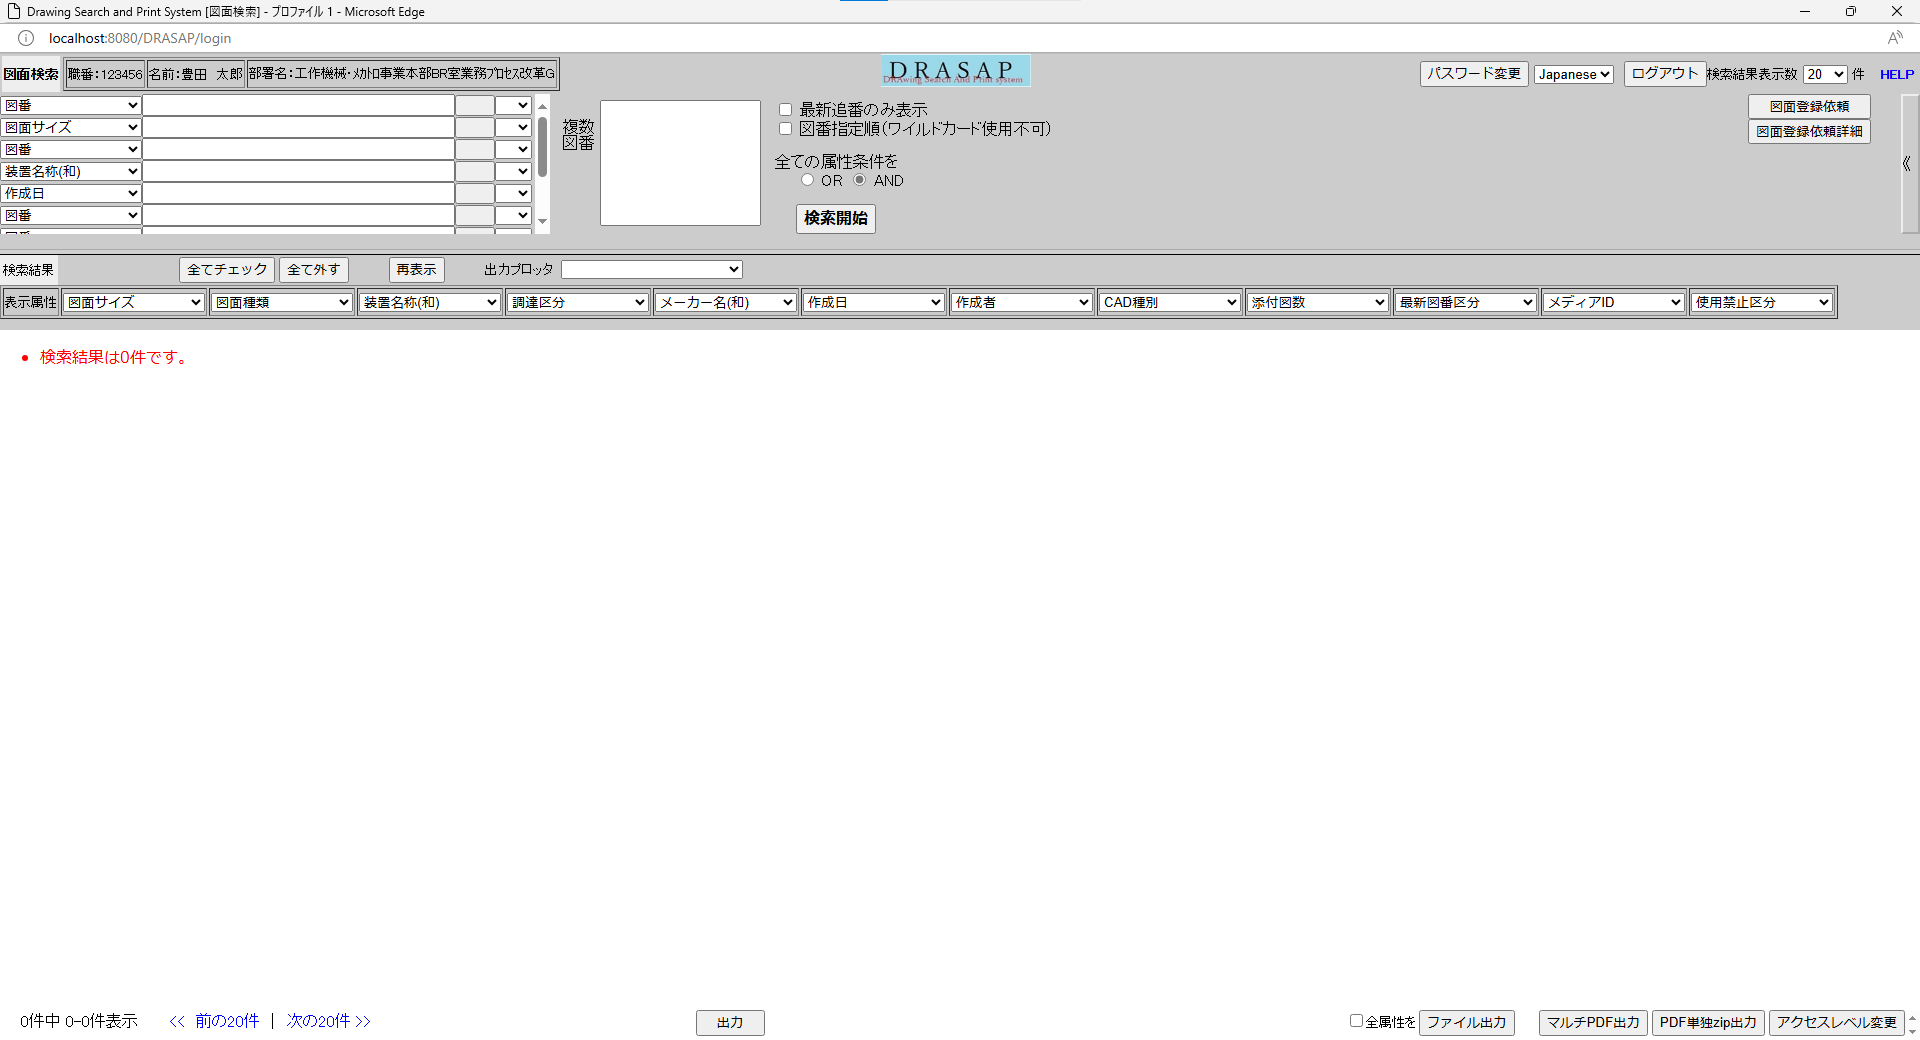 Drawing Search and Print System [図面検索] - プロファイル 1 - Microsoft Edge
localhost:8080/DRASAP/login
図面検索 職番:123456 名前:豊田　太郎 部署名:工作機械・ﾒｶﾄﾛ事業本部BR室業務ﾌﾟﾛｾｽ改革G DRASAP パスワード変更 Japanese ログアウト 検索結果表示数 20 件 HELP
DRAwing Search And Print system
図番
図面サイズ
図番
装置名称(和)
作成日
図番
複数
図番
最新追番のみ表示
図番指定順(ワイルドカード使用不可)
全ての属性条件を
OR AND
検索開始
図面登録依頼
図面登録依頼詳細
《
検索結果 全てチェック 全て外す 再表示 出力プロッタ
表示属性 図面サイズ 図面種類 装置名称(和) 調達区分 メーカー名(和) 作成日 作成者 CAD種別 添付図数 最新図番区分 メディアID 使用禁止区分
検索結果は0件です。
0件中 0-0件表示 << 前の20件 | 次の20件 >> 出力 全属性を ファイル出力 マルチPDF出力 PDF単独zip出力 アクセスレベル変更